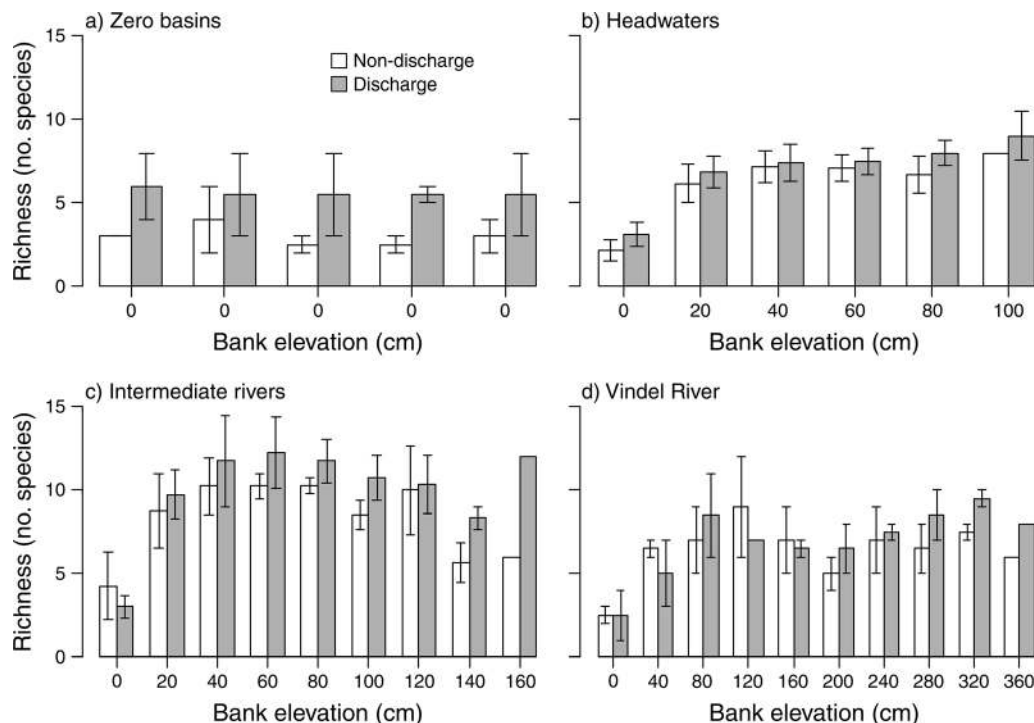 a) Zero basins
15
10
5
0
Richness (no. species)
Non-discharge
Discharge
0 0 0 0 0
Bank elevation (cm)
b) Headwaters
0 20 40 60 80 100
Bank elevation (cm)
c) Intermediate rivers
15
10
5
0
Richness (no. species)
0 20 40 60 80 100 120 140 160
Bank elevation (cm)
d) Vindel River
0 40 80 120 160 200 240 280 320 360
Bank elevation (cm)